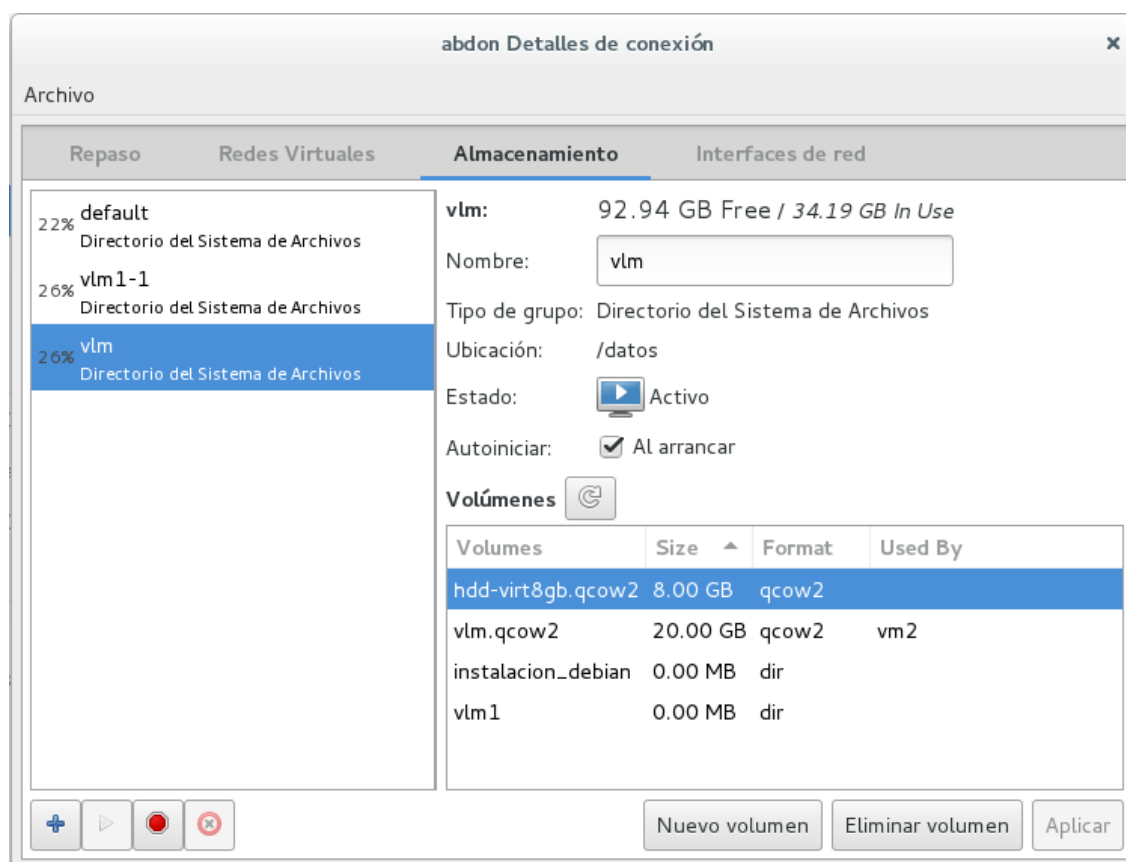 abdon Detalles de conexión
Archivo
Repaso Redes Virtuales Almacenamiento Interfaces de red
22% default
Directorio del Sistema de Archivos
26% vlm1-1
Directorio del Sistema de Archivos
26% vlm
Directorio del Sistema de Archivos
vlm: 92.94 GB Free / 34.19 GB In Use
Nombre: vlm
Tipo de grupo: Directorio del Sistema de Archivos
Ubicación: /datos
Estado: Activo
Autoiniciar: Al arrancar
Volúmenes
Volumes Size Format Used By
hdd-virt8gb.qcow2 8.00 GB qcow2
vlm.qcow2 20.00 GB qcow2 vm2
instalacion_debian 0.00 MB dir
vlm1 0.00 MB dir
Nuevo volumen Eliminar volumen Aplicar